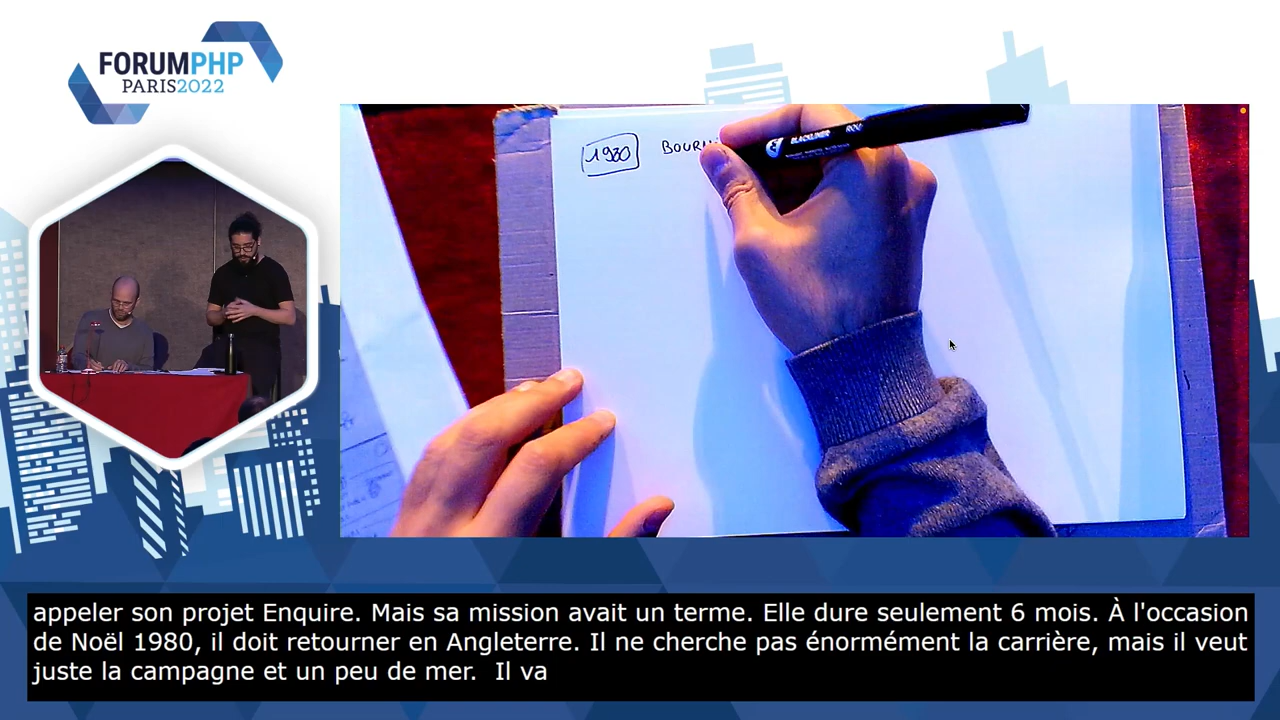 FORUMPHP
PARIS2022
1980 BOURN
BLACKLINER
appeler son projet Enquire. Mais sa mission avait un terme. Elle dure seulement 6 mois. À l'occasion
de Noël 1980, il doit retourner en Angleterre. Il ne cherche pas énormément la carrière, mais il veut
juste la campagne et un peu de mer. Il va